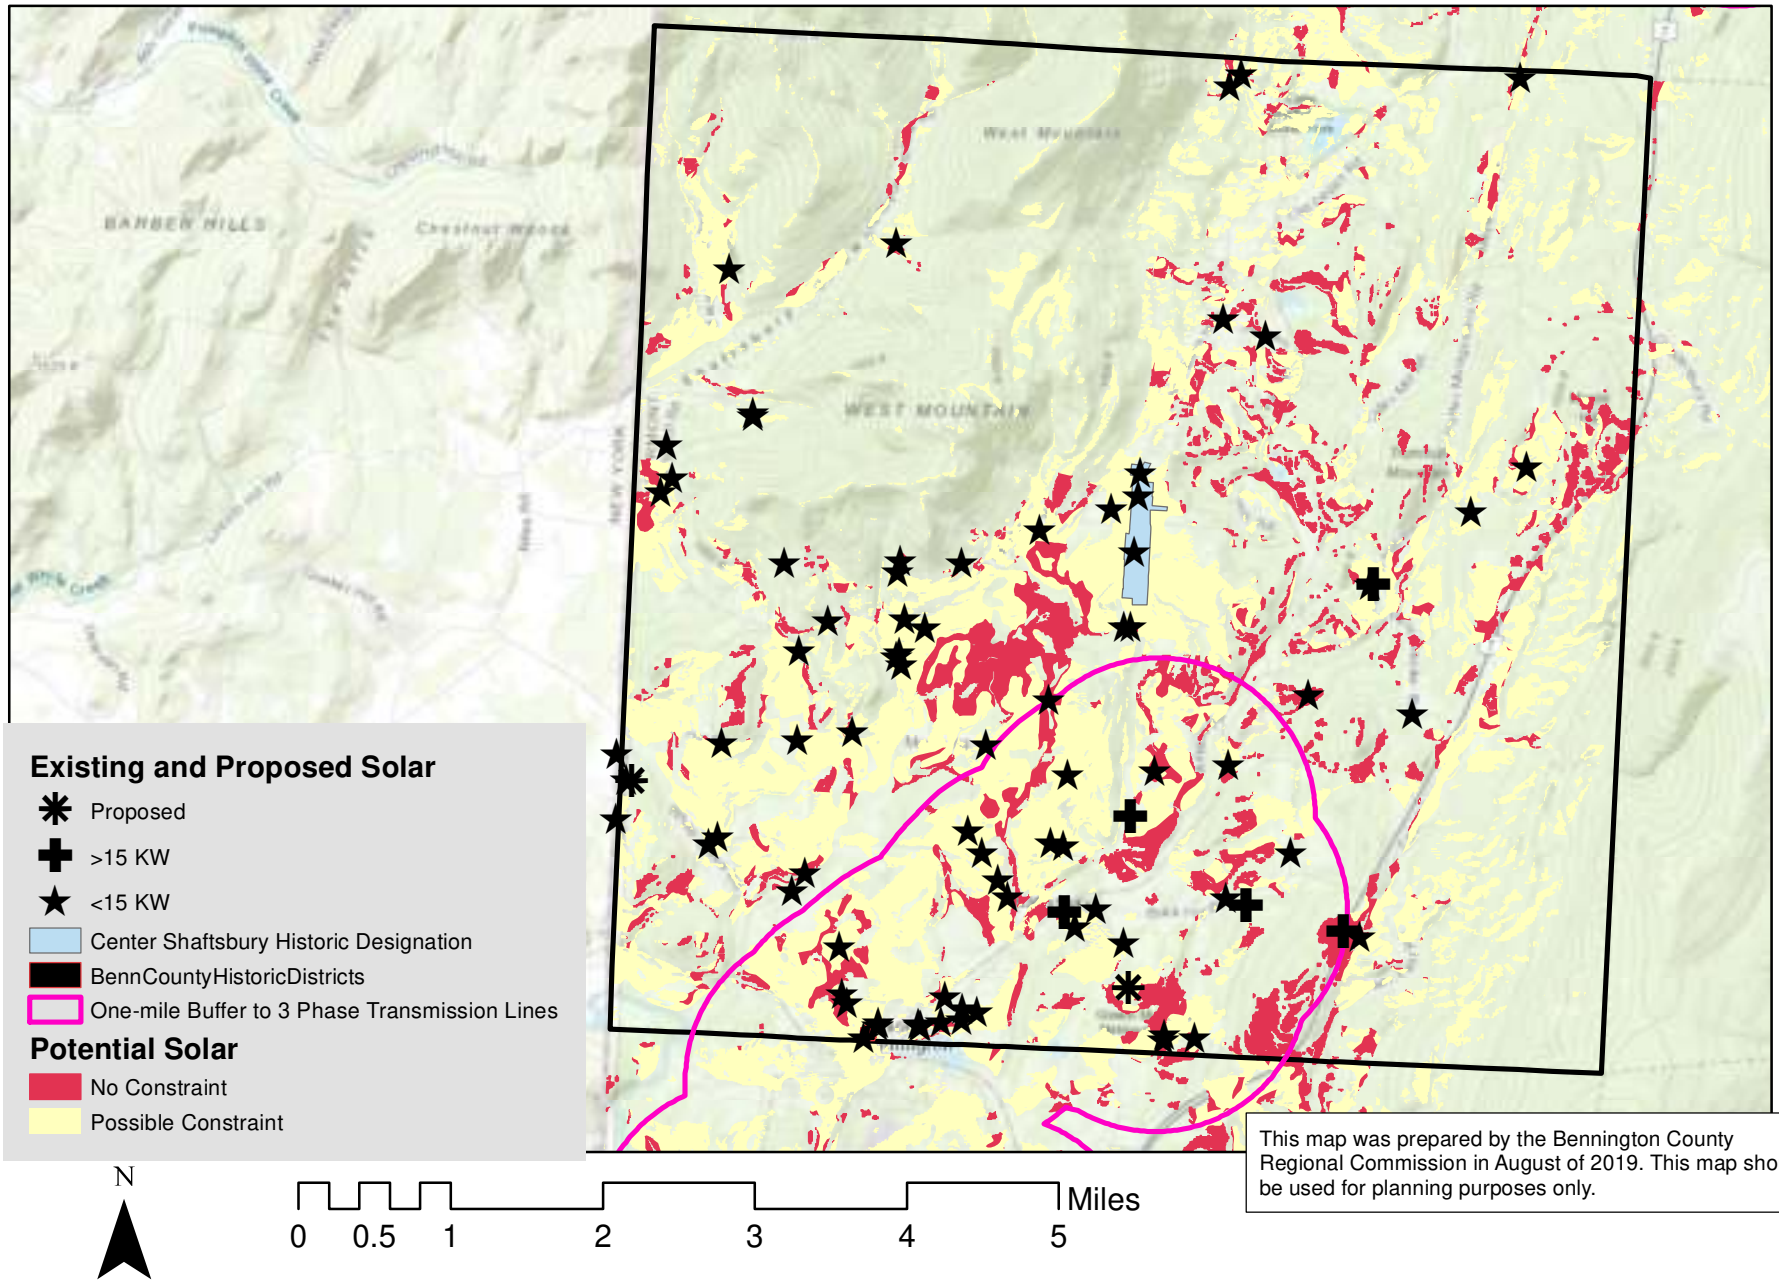 BARBER HILLS
Chestnut Woods
West Mountain
WEST MOUNTAIN
NEW YORK
Existing and Proposed Solar
Proposed
>15 KW
<15 KW
Center Shaftsbury Historic Designation
BennCountyHistoricDistricts
One-mile Buffer to 3 Phase Transmission Lines
Potential Solar
No Constraint
Possible Constraint
This map was prepared by the Bennington County
Regional Commission in August of 2019. This map sho
be used for planning purposes only.
N
Miles
0 0.5 1 2 3 4 5